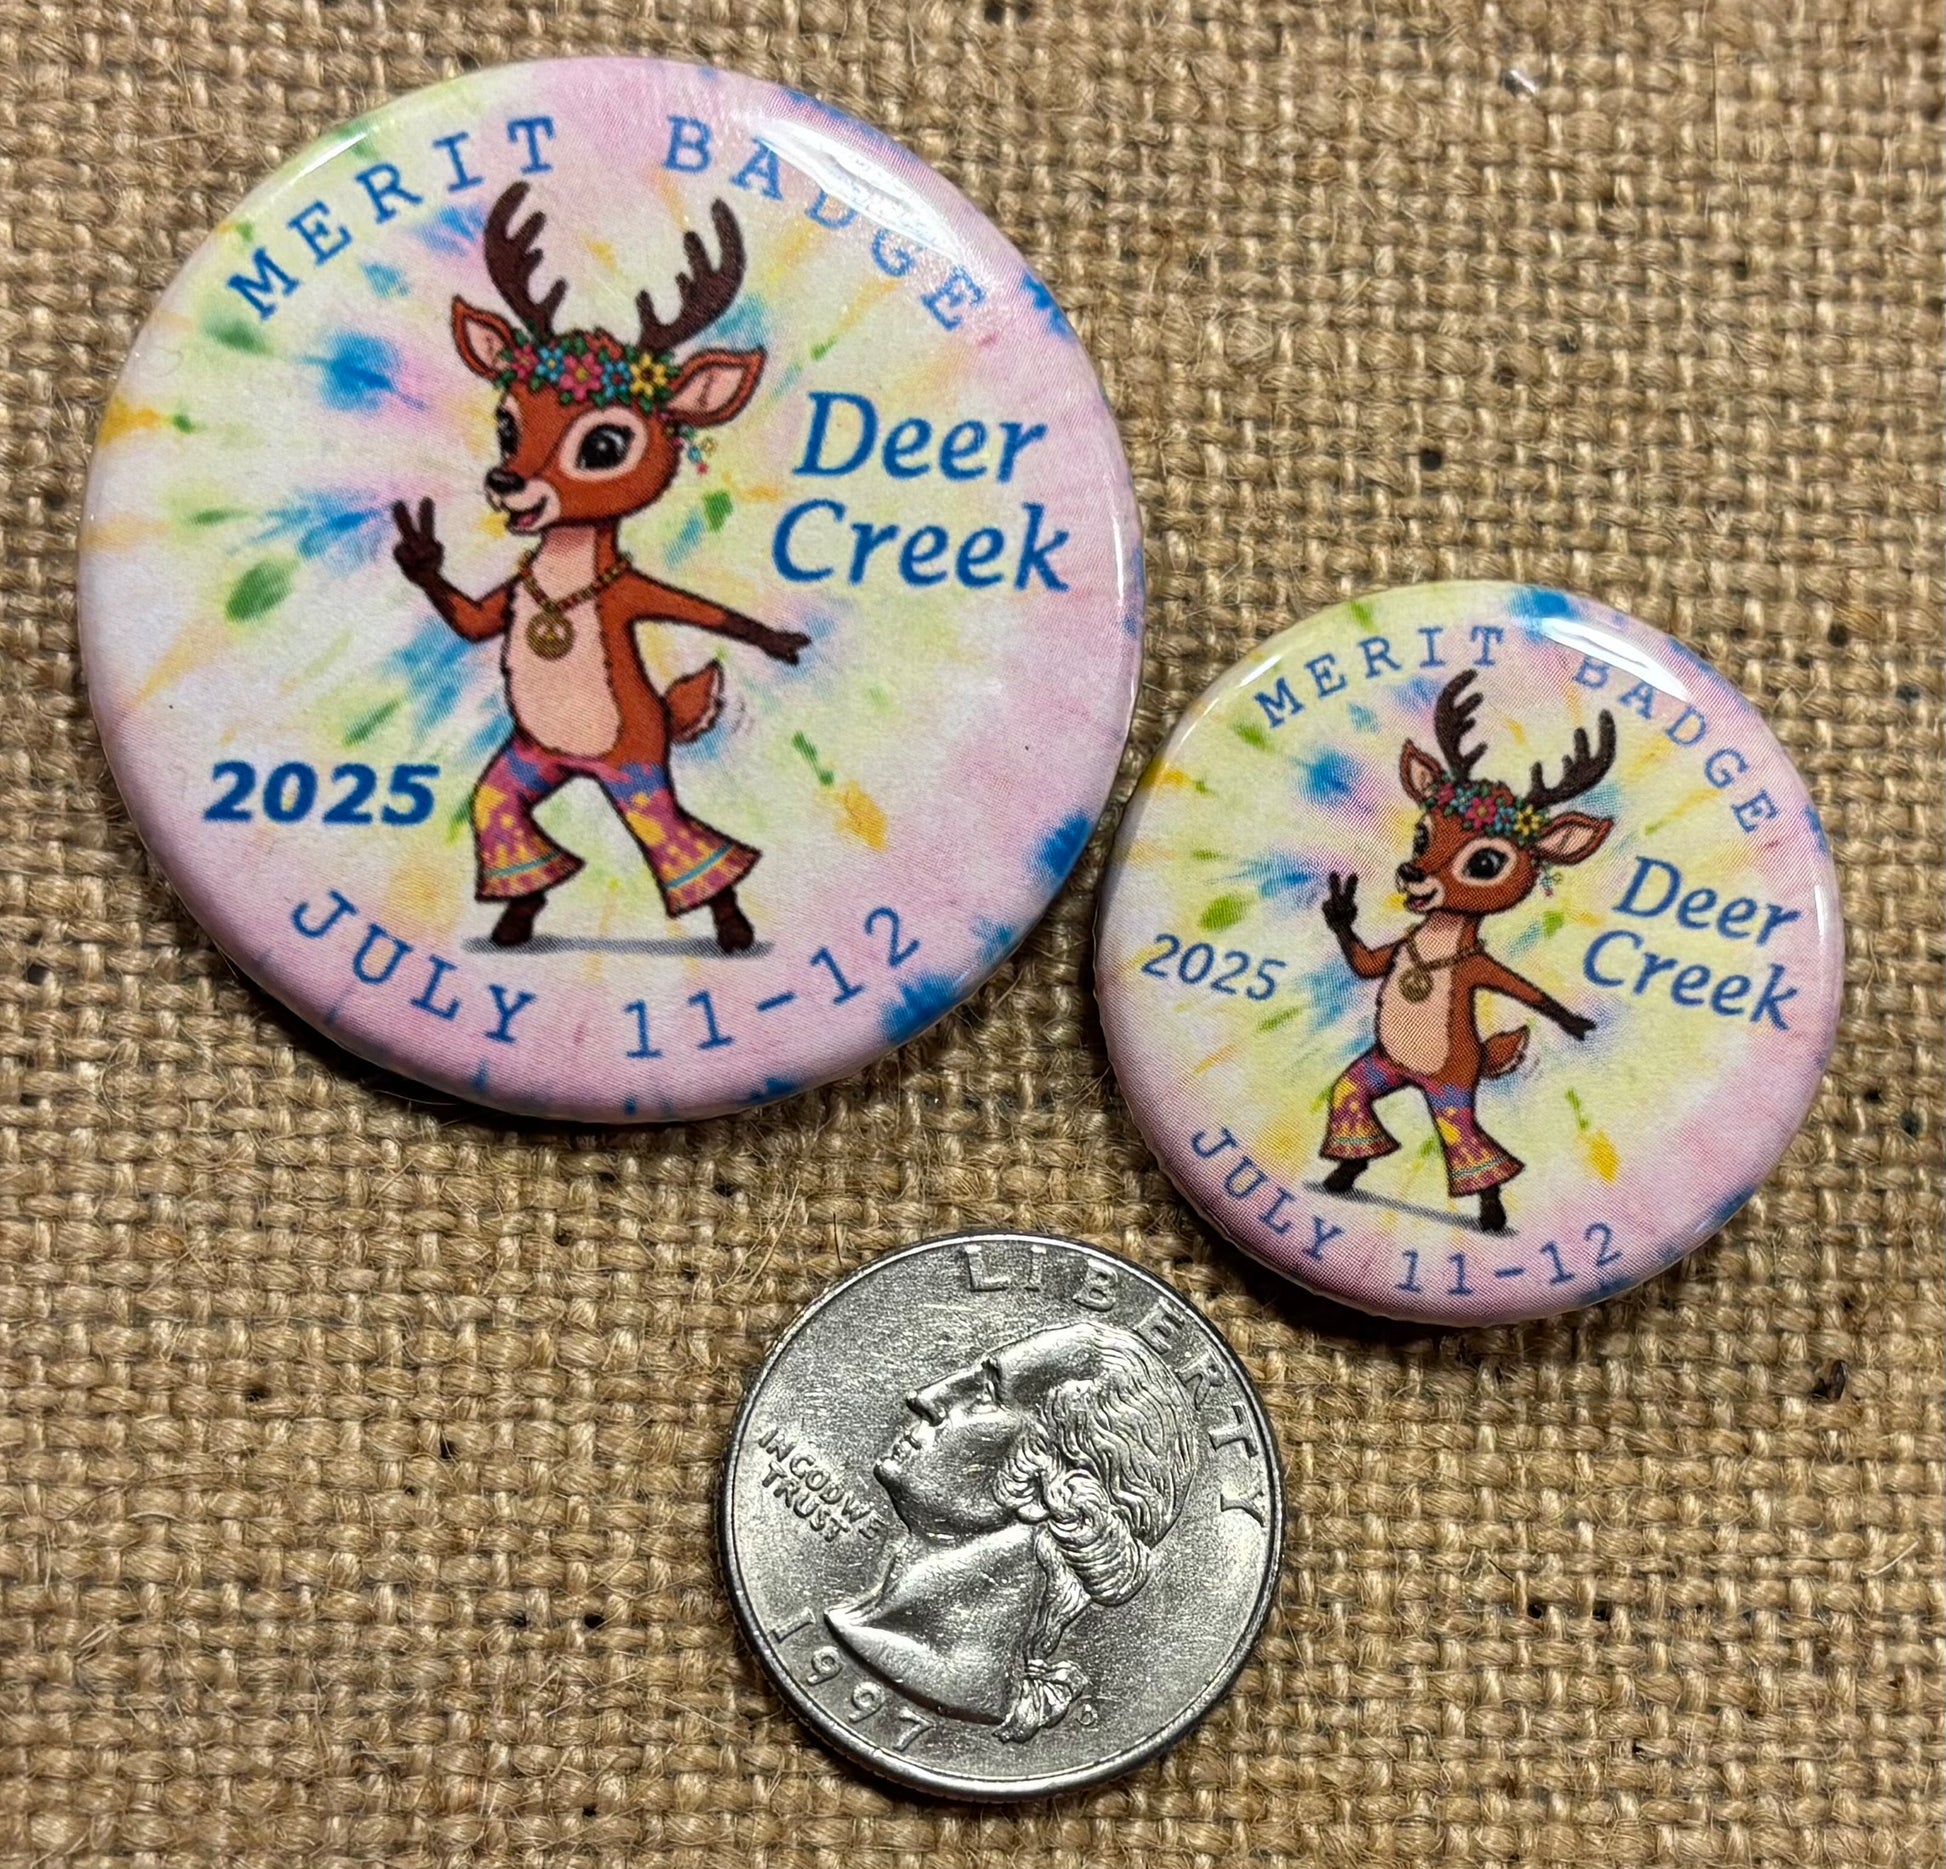 MERIT BADGE
Deer
Creek
2025
JULY 11-12
MERIT BADGE
Deer
Creek
2025
JULY 11-12
LIBERTY
IN GOD WE
TRUST
1997